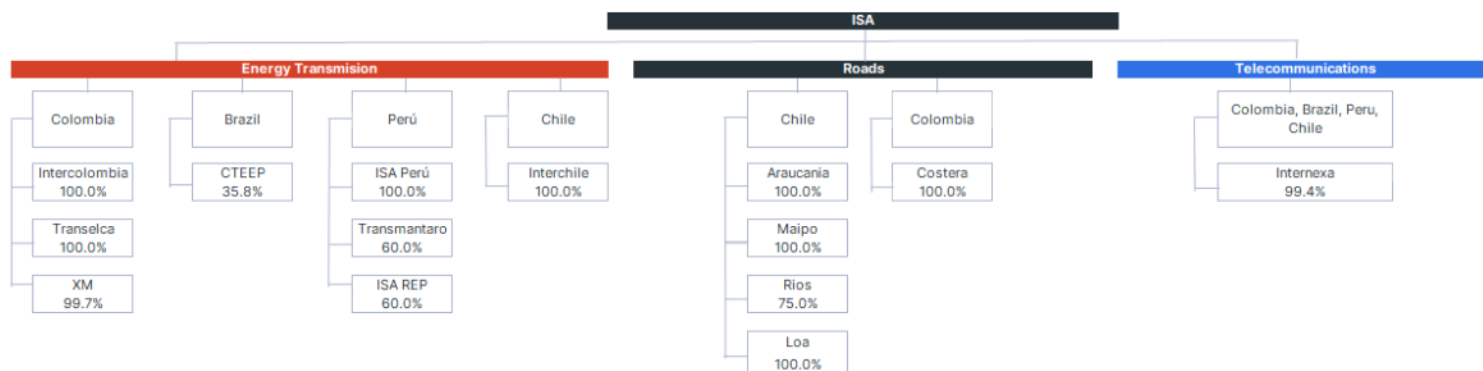 ISA
Energy Transmision
Roads
Telecommunications
Colombia
Brazil
Perú
Chile
Chile
Colombia
Colombia, Brazil, Peru,
Chile
Intercolombia
100.0%
CTEEP
35.8%
ISA Perú
100.0%
Interchile
100.0%
Araucania
100.0%
Costera
100.0%
Internexa
99.4%
Transelca
100.0%
Transmantaro
60.0%
Maipo
100.0%
XM
99.7%
ISA REP
60.0%
Rios
75.0%
Loa
100.0%